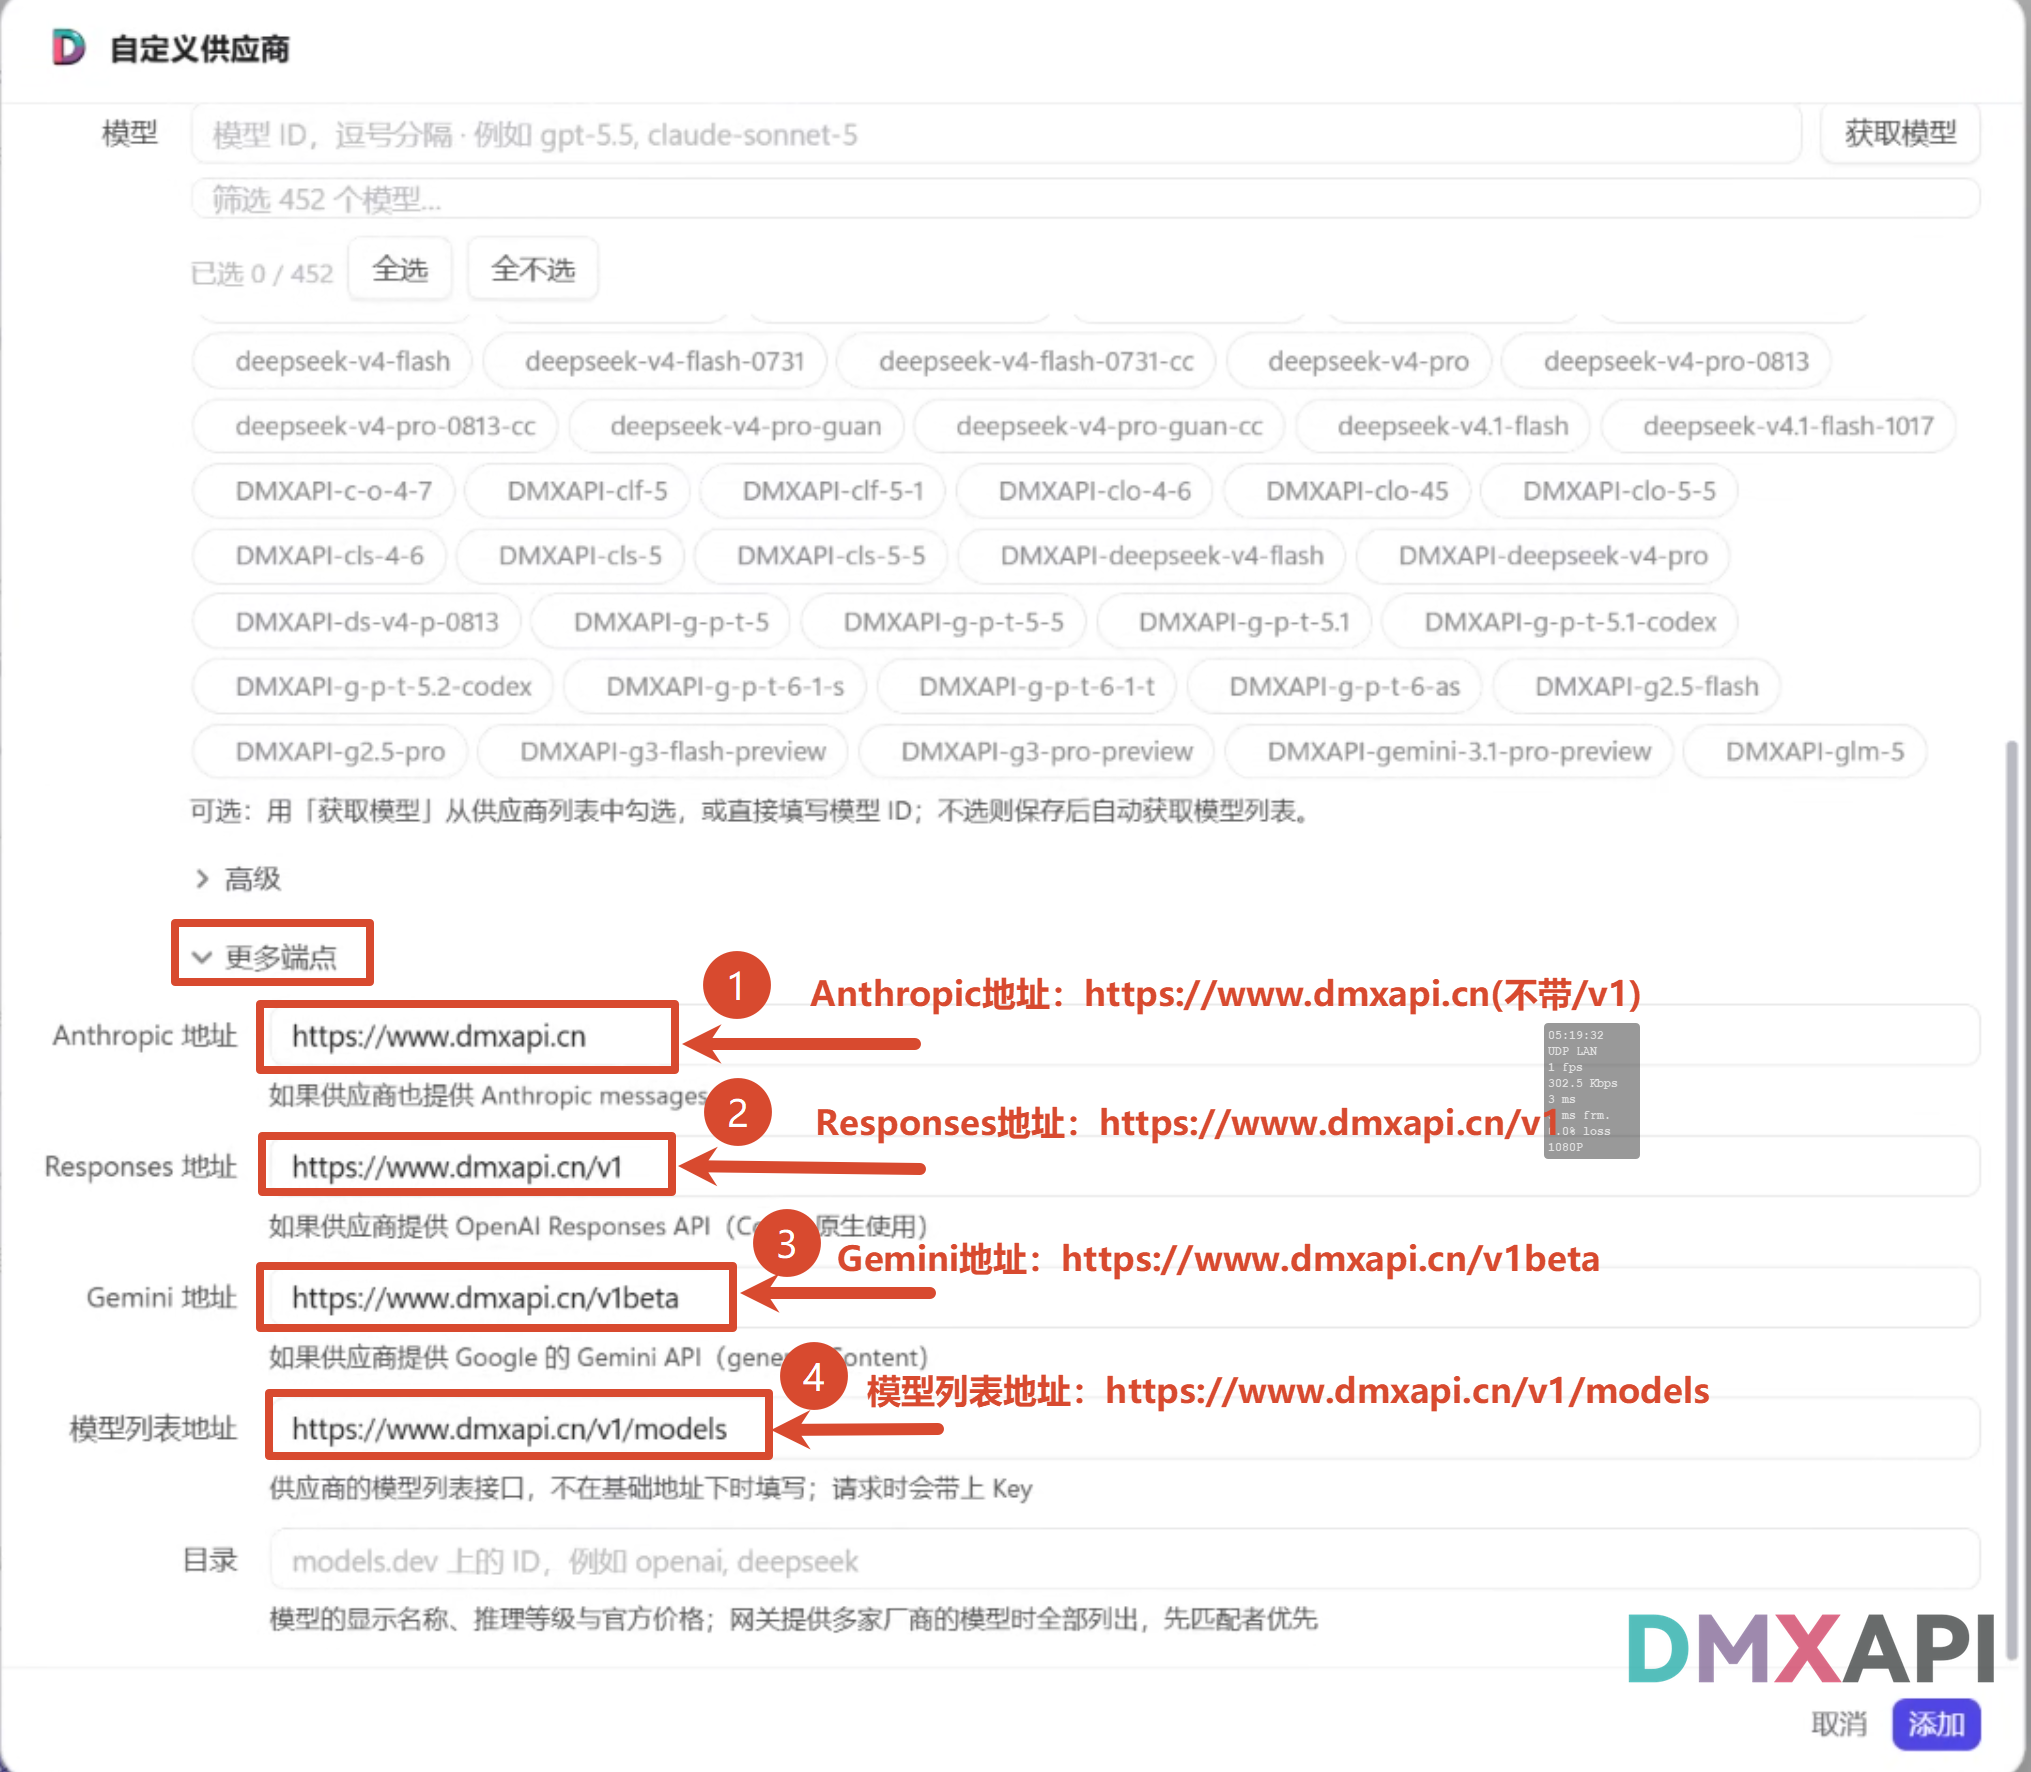 自定义供应商
模型
模型 ID，逗号分隔 · 例如 gpt-5.5, claude-sonnet-5
获取模型
筛选 452 个模型...
已选 0 / 452
全选
全不选
deepseek-v4-flash
deepseek-v4-flash-0731
deepseek-v4-flash-0731-cc
deepseek-v4-pro
deepseek-v4-pro-0813
deepseek-v4-pro-0813-cc
deepseek-v4-pro-guan
deepseek-v4-pro-guan-cc
deepseek-v4.1-flash
deepseek-v4.1-flash-1017
DMXAPI-c-o-4-7
DMXAPI-clf-5
DMXAPI-clf-5-1
DMXAPI-clo-4-6
DMXAPI-clo-45
DMXAPI-clo-5-5
DMXAPI-cls-4-6
DMXAPI-cls-5
DMXAPI-cls-5-5
DMXAPI-deepseek-v4-flash
DMXAPI-deepseek-v4-pro
DMXAPI-ds-v4-p-0813
DMXAPI-g-p-t-5
DMXAPI-g-p-t-5-5
DMXAPI-g-p-t-5.1
DMXAPI-g-p-t-5.1-codex
DMXAPI-g-p-t-5.2-codex
DMXAPI-g-p-t-6-1-s
DMXAPI-g-p-t-6-1-t
DMXAPI-g-p-t-6-as
DMXAPI-g2.5-flash
DMXAPI-g2.5-pro
DMXAPI-g3-flash-preview
DMXAPI-g3-pro-preview
DMXAPI-gemini-3.1-pro-preview
DMXAPI-glm-5
可选：用「获取模型」从供应商列表中勾选，或直接填写模型 ID；不选则保存后自动获取模型列表。
高级
更多端点
1
Anthropic地址：https://www.dmxapi.cn(不带/v1)
Anthropic 地址
https://www.dmxapi.cn
05:19:32
UDP LAN
1 fps
302.5 Kbps
3 ms
ms frm.
.0% loss
1080P
如果供应商也提供 Anthropic messages
2
Responses地址：https://www.dmxapi.cn/v1
Responses 地址
https://www.dmxapi.cn/v1
如果供应商提供 OpenAI Responses API（C 原生使用）
3
Gemini地址：https://www.dmxapi.cn/v1beta
Gemini 地址
https://www.dmxapi.cn/v1beta
如果供应商提供 Google 的 Gemini API（gene ontent）
4
模型列表地址：https://www.dmxapi.cn/v1/models
模型列表地址
https://www.dmxapi.cn/v1/models
供应商的模型列表接口，不在基础地址下时填写；请求时会带上 Key
目录
models.dev 上的 ID，例如 openai, deepseek
模型的显示名称、推理等级与官方价格；网关提供多家厂商的模型时全部列出，先匹配者优先
DMXAPI
取消
添加